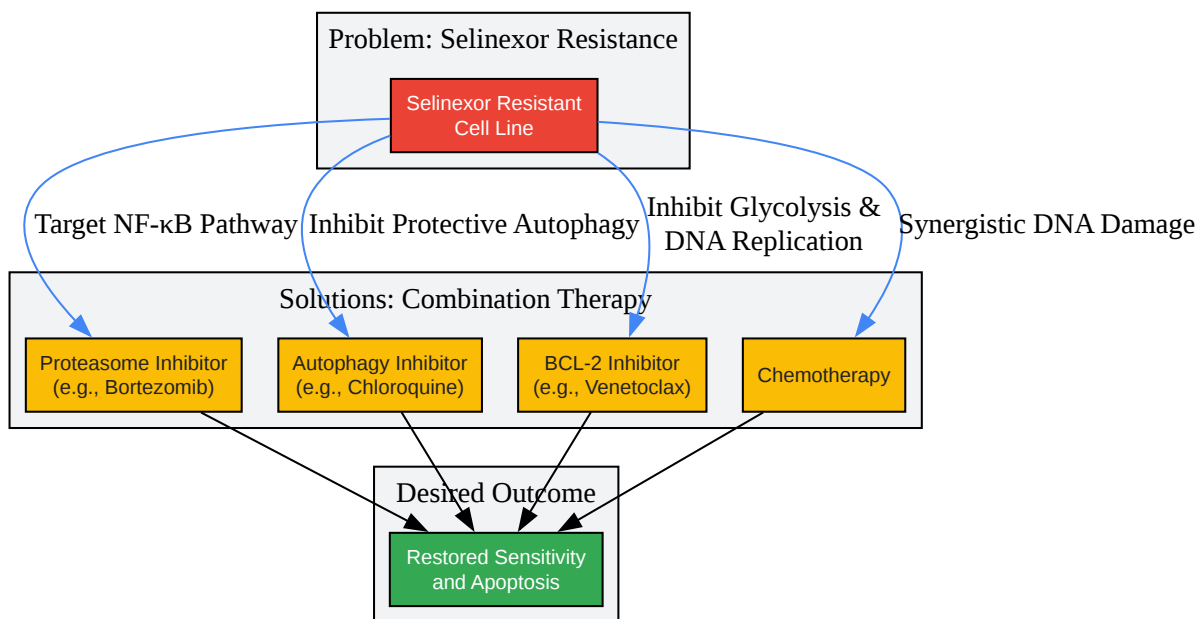 Problem: Selinexor Resistance
Selinexor Resistant
Cell Line
Target NF-κB Pathway
Inhibit Protective Autophagy
Inhibit Glycolysis &
DNA Replication
Synergistic DNA Damage
Solutions: Combination Therapy
Proteasome Inhibitor
(e.g., Bortezomib)
Autophagy Inhibitor
(e.g., Chloroquine)
BCL-2 Inhibitor
(e.g., Venetoclax)
Chemotherapy
Desired Outcome
Restored Sensitivity
and Apoptosis